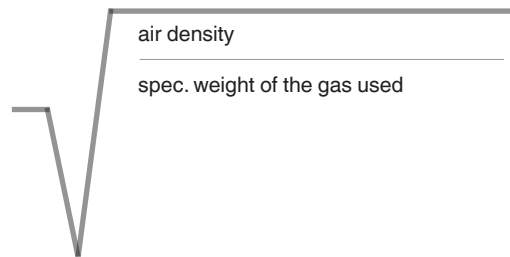 air density
spec. weight of the gas used